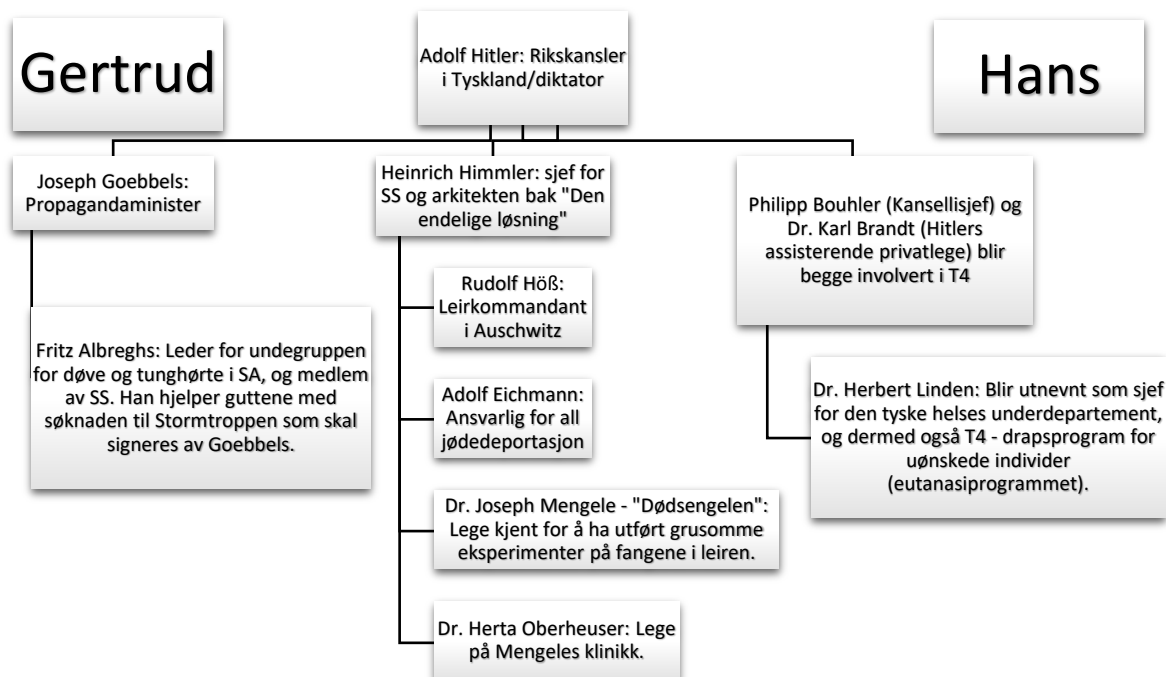 Gertrud
Adolf Hitler: Rikskansler
i Tyskland/diktator
Hans
Joseph Goebbels:
Propagandaminister
Heinrich Himmler: sjef for
SS og arkitekten bak "Den
endelige løsning"
Philipp Bouhler (Kansellisjef) og
Dr. Karl Brandt (Hitlers
assisterende privatlege) blir
begge involvert i T4
Fritz Albreghs: Leder for undegruppen
for døve og tunghørte i SA, og medlem
av SS. Han hjelper guttene med
søknaden til Stormtroppen som skal
signeres av Goebbels.
Rudolf Höß:
Leirkommandant
i Auschwitz
Adolf Eichmann:
Ansvarlig for all
jødedeportasjon
Dr. Joseph Mengele - "Dødsengelen":
Lege kjent for å ha utført grusomme
eksperimenter på fangene i leiren.
Dr. Herta Oberheuser: Lege
på Mengeles klinikk.
Dr. Herbert Linden: Blir utnevnt som sjef
for den tyske helses underdepartement,
og dermed også T4 - drapsprogram for
uønskede individer
(eutanasiprogrammet).